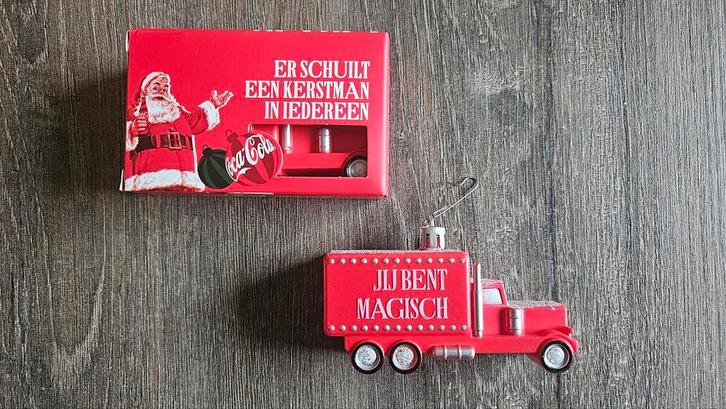 ER SCHUILT
EEN KERSTMAN
IN IEDEREEN
Coca-Cola
JIJ BENT
MAGISCH